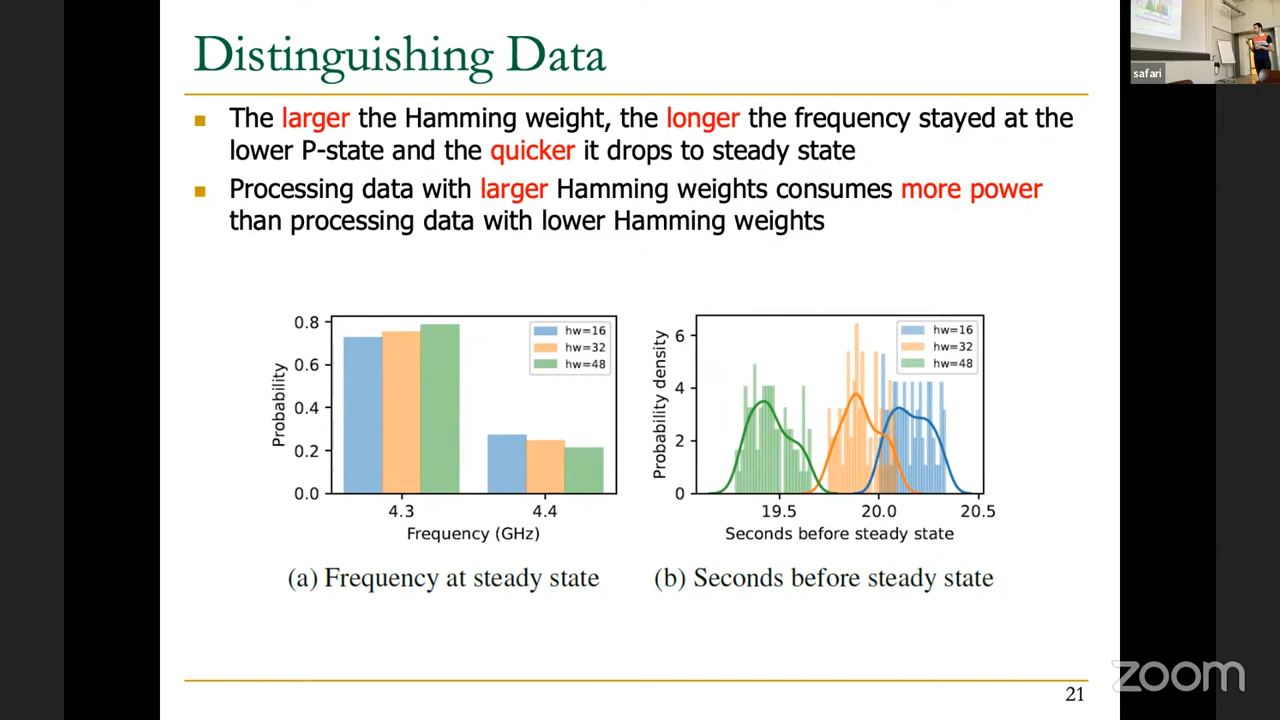 Distinguishing Data
safari
The larger the Hamming weight, the longer the frequency stayed at the
lower P-state and the quicker it drops to steady state
Processing data with larger Hamming weights consumes more power
than processing data with lower Hamming weights
0.8
0.6
0.4
0.2
0.0
Probability
hw=16
hw=32
hw=48
4.3
4.4
Frequency (GHz)
(a) Frequency at steady state
6
4
2
0
Probability density
hw=16
hw=32
hw=48
19.5
20.0
20.5
Seconds before steady state
(b) Seconds before steady state
21
zoom